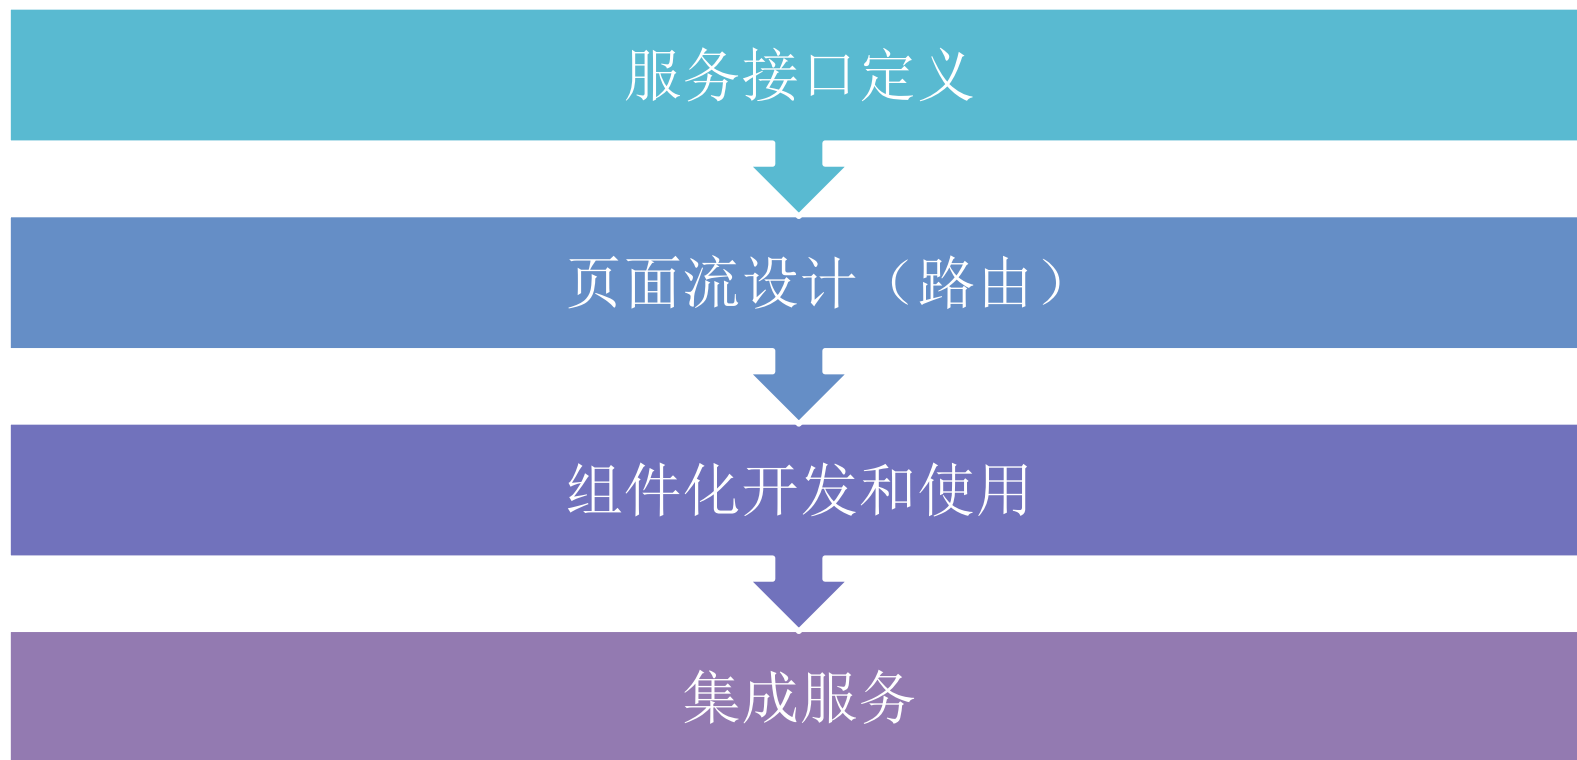 服务接口定义
页面流设计（路由）
组件化开发和使用
集成服务